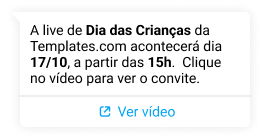 A live de Dia das Crianças da
Templates.com acontecerá dia
17/10, a partir das 15h.  Clique
no vídeo para ver o convite.
Ver vídeo